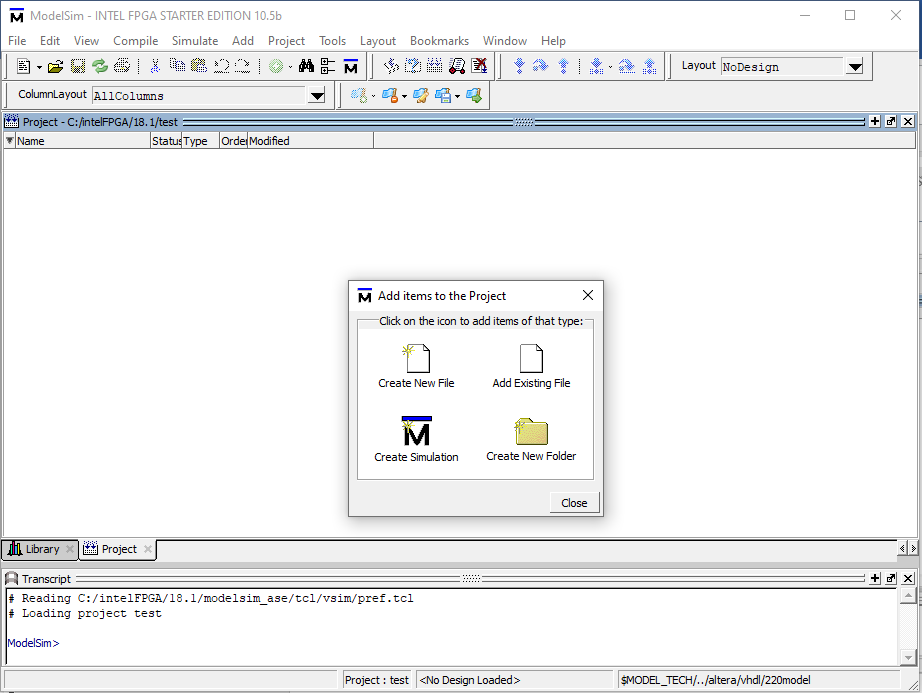 ModelSim - INTEL FPGA STARTER EDITION 10.5b
File Edit View Compile Simulate Add Project Tools Layout Bookmarks Window Help
Layout NoDesign
ColumnLayout AllColumns
Project - C:/intelFPGA/18.1/test
Name Status Type Order Modified
Add items to the Project
Click on the icon to add items of that type:
Create New File Add Existing File
Create Simulation Create New Folder
Close
Library Project
Transcript
# Reading C:/intelFPGA/18.1/modelsim_ase/tcl/vsim/pref.tcl
# Loading project test
ModelSim>
Project : test <No Design Loaded> $MODEL_TECH/../altera/vhdl/220model